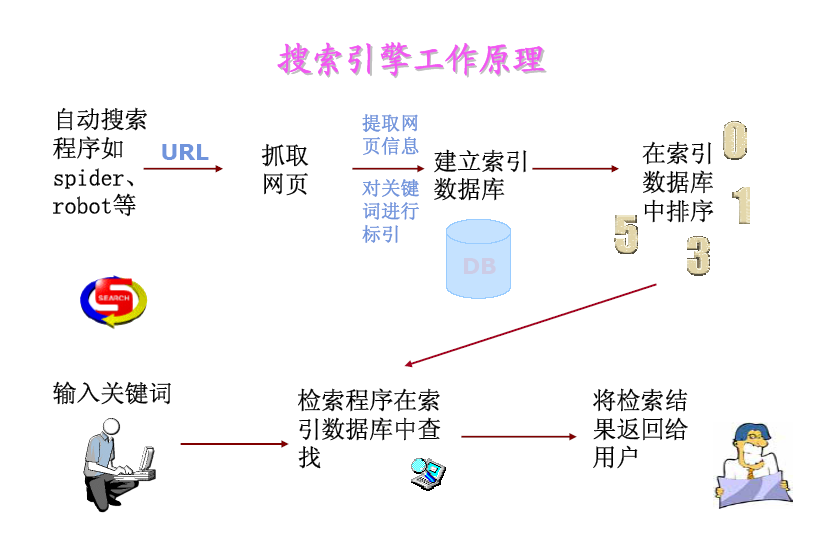 搜索引擎工作原理
自动搜索
程序如
spider、
robot等
URL
抓取
网页
提取网
页信息
对关键
词进行
标引
建立索引
数据库
DB
在索引
数据库
中排序
0
1
5
3
SEARCH
输入关键词
检索程序在索
引数据库中查
找
将检索结
果返回给
用户